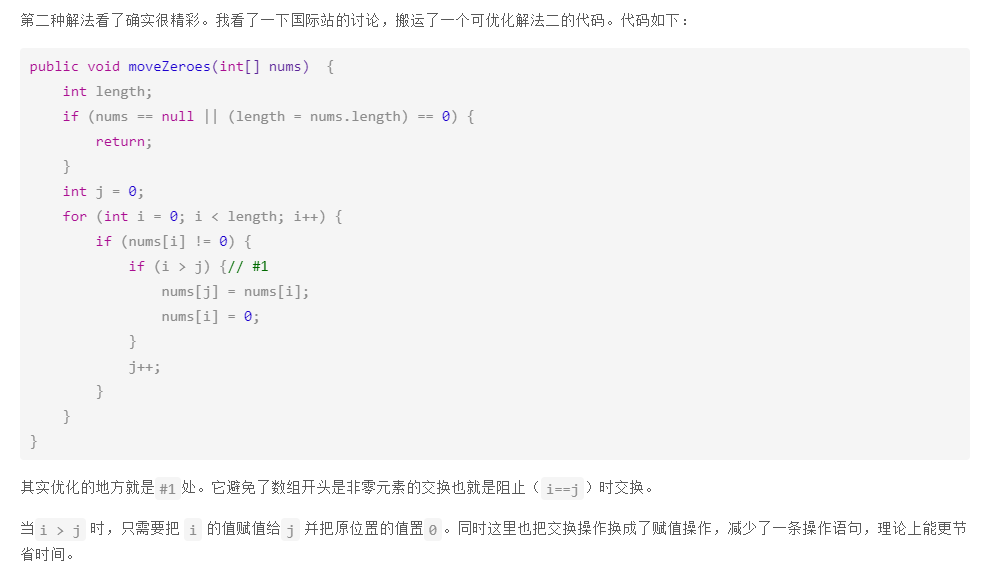 第二种解法看了确实很精彩。我看了一下国际站的讨论，搬运了一个可优化解法二的代码。代码如下：
public void moveZeroes(int[] nums)  {
    int length;
    if (nums == null || (length = nums.length) == 0) {
        return;
    }
    int j = 0;
    for (int i = 0; i < length; i++) {
        if (nums[i] != 0) {
            if (i > j) {// #1
                nums[j] = nums[i];
                nums[i] = 0;
            }
            j++;
        }
    }
}
其实优化的地方就是 #1 处。它避免了数组开头是非零元素的交换也就是阻止（ i==j ）时交换。
当 i > j 时，只需要把 i 的值赋值给 j 并把原位置的值置 0 。同时这里也把交换操作换成了赋值操作，减少了一条操作语句，理论上能更节
省时间。